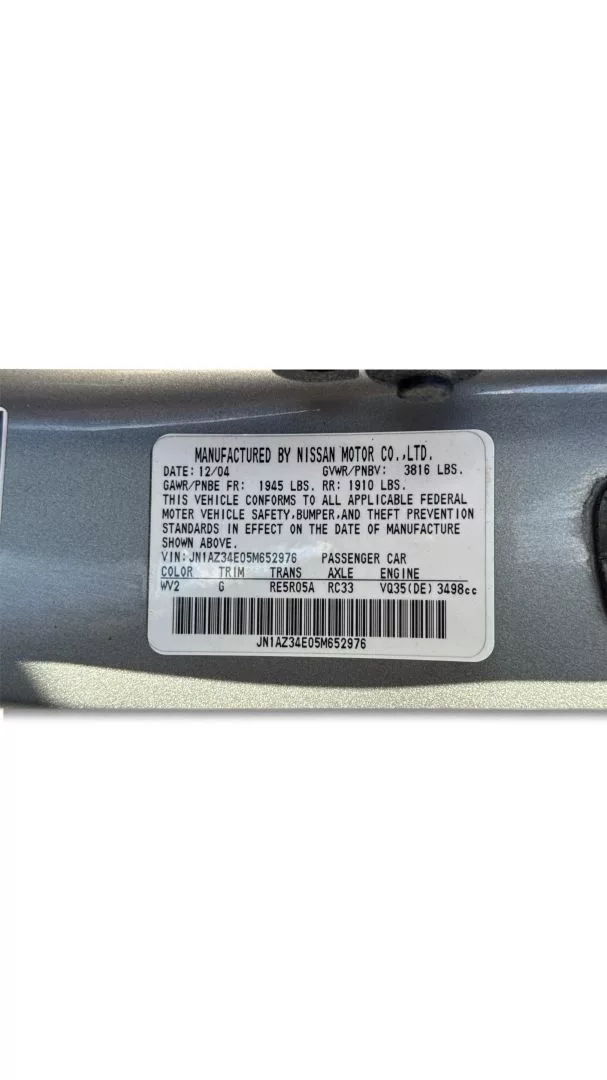 MANUFACTURED BY NISSAN MOTOR CO.,LTD.
DATE: 12/04 GVWR/PNBV: 3816 LBS.
GAWR/PNBE FR: 1945 LBS. RR: 1910 LBS.
THIS VEHICLE CONFORMS TO ALL APPLICABLE FEDERAL
MOTER VEHICLE SAFETY,BUMPER,AND THEFT PREVENTION
STANDARDS IN EFFECT ON THE DATE OF MANUFACTURE
SHOWN ABOVE.
VIN:JN1AZ34E05M652976 PASSENGER CAR
COLOR TRIM TRANS AXLE ENGINE
WV2 G RE5R05A RC33 VQ35(DE) 3498cc
JN1AZ34E05M652976